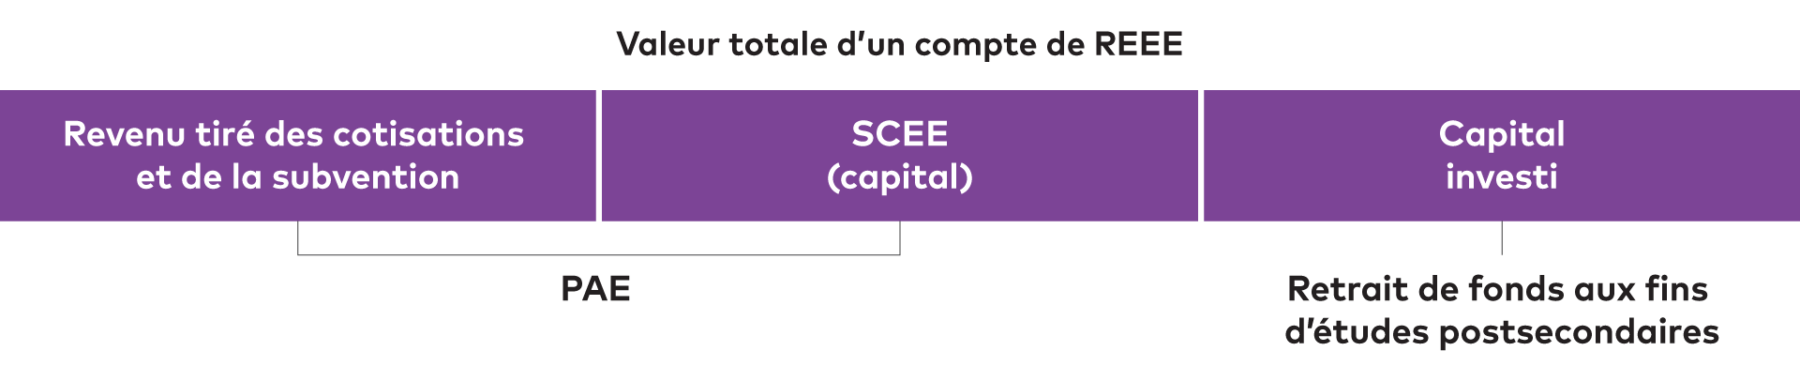 Valeur totale d’un compte de REEE
Revenu tiré des cotisations
et de la subvention
SCEE
(capital)
Capital
investi
PAE
Retrait de fonds aux fins
d’études postsecondaires